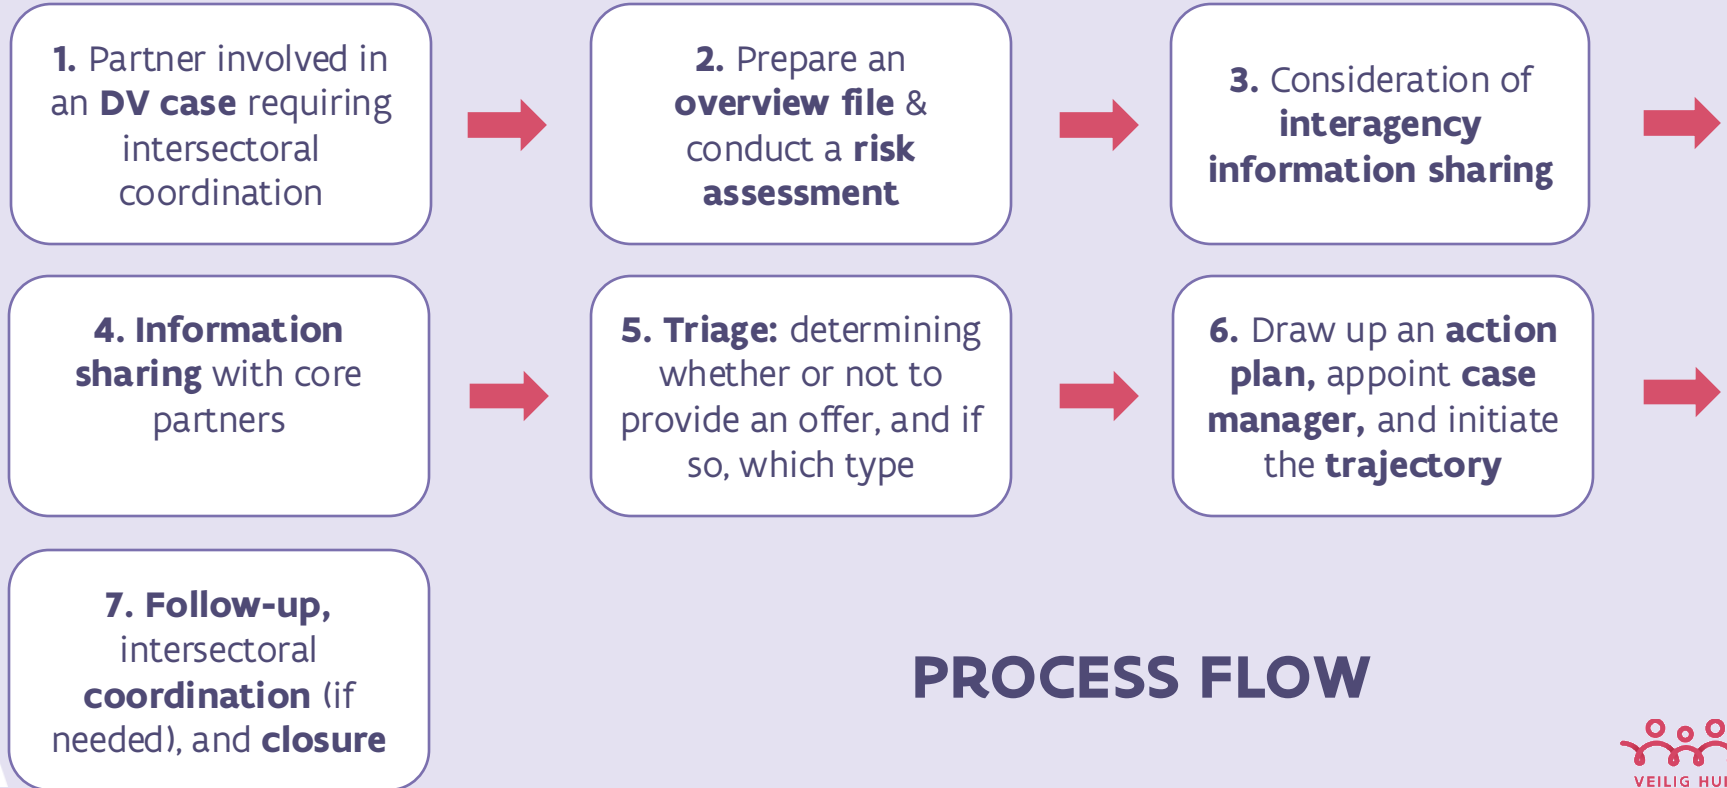 1. Partner involved in
an DV case requiring
intersectoral
coordination
2. Prepare an
overview file &
conduct a risk
assessment
3. Consideration of
interagency
information sharing
4. Information
sharing with core
partners
5. Triage: determining
whether or not to
provide an offer, and if
so, which type
6. Draw up an action
plan, appoint case
manager, and initiate
the trajectory
7. Follow-up,
intersectoral
coordination (if
needed), and closure
PROCESS FLOW
VEILIG